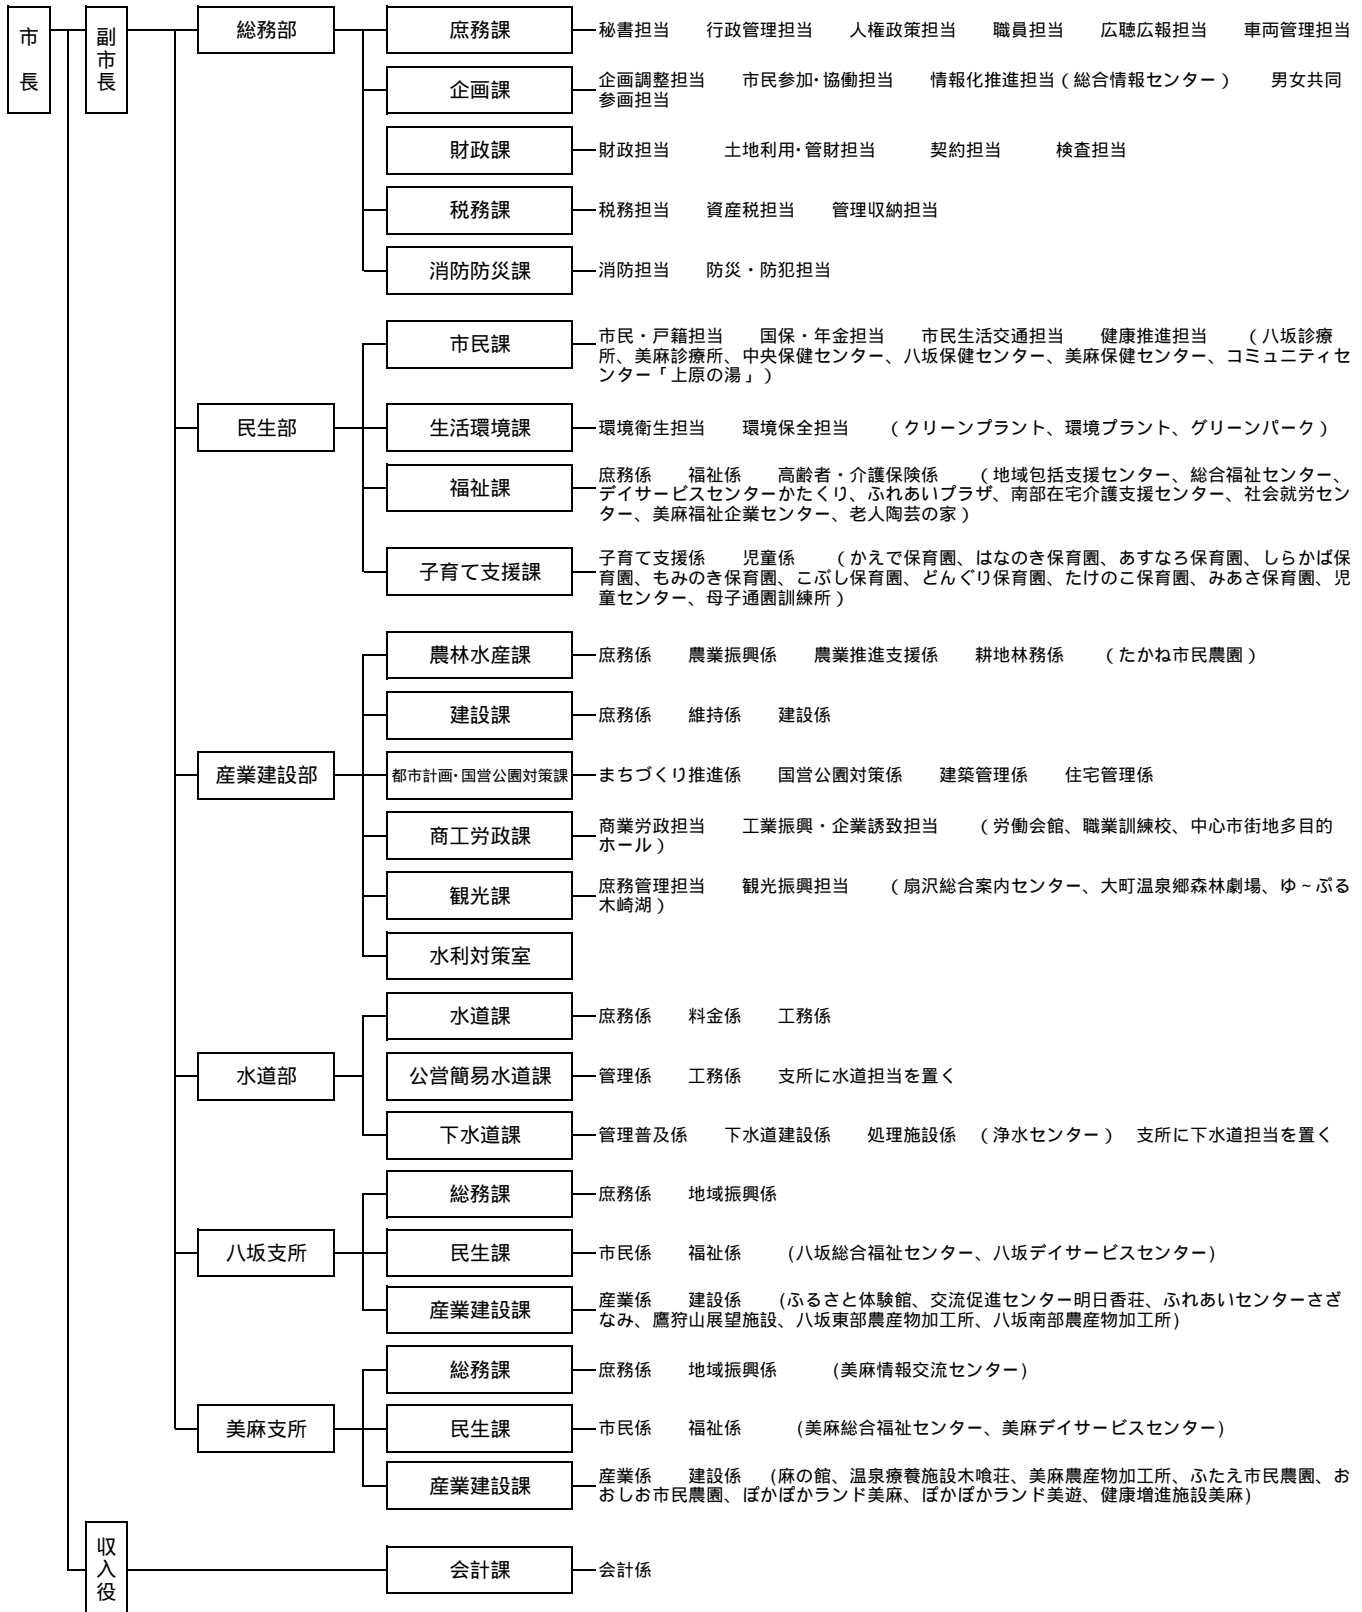 市長
副市長
総務部
庶務課
秘書担当　　行政管理担当　　人権政策担当　　職員担当　　広聴広報担当　　車両管理担当
企画課
企画調整担当　　市民参加･協働担当　　情報化推進担当（総合情報センター）　　男女共同
参画担当
財政課
財政担当　　　土地利用･管財担当　　　契約担当　　　検査担当
税務課
税務担当　　資産税担当　　管理収納担当
消防防災課
消防担当　　防災・防犯担当
民生部
市民課
市民・戸籍担当　　国保・年金担当　　市民生活交通担当　　健康推進担当　　（八坂診療
所、美麻診療所、中央保健センター、八坂保健センター、美麻保健センター、コミュニティセ
ンター「上原の湯」）
生活環境課
環境衛生担当　　環境保全担当　　（クリーンプラント、環境プラント、グリーンパーク）
福祉課
庶務係　　福祉係　　高齢者・介護保険係　　（地域包括支援センター、総合福祉センター、
デイサービスセンターかたくり、ふれあいプラザ、南部在宅介護支援センター、社会就労セン
ター、美麻福祉企業センター、老人陶芸の家）
子育て支援課
子育て支援係　　児童係　　（かえで保育園、はなのき保育園、あすなろ保育園、しらかば保
育園、もみのき保育園、こぶし保育園、どんぐり保育園、たけのこ保育園、みあさ保育園、児
童センター、母子通園訓練所）
産業建設部
農林水産課
庶務係　　農業振興係　　農業推進支援係　　耕地林務係　　（たかね市民農園）
建設課
庶務係　　維持係　　建設係
都市計画･国営公園対策課
まちづくり推進係　　国営公園対策係　　建築管理係　　住宅管理係
商工労政課
商業労政担当　　工業振興・企業誘致担当　　（労働会館、職業訓練校、中心市街地多目的
ホール）
観光課
庶務管理担当　　観光振興担当　　（扇沢総合案内センター、大町温泉郷森林劇場、ゆ～ぷる
木崎湖）
水利対策室
水道部
水道課
庶務係　　料金係　　工務係
公営簡易水道課
管理係　　工務係　　支所に水道担当を置く
下水道課
管理普及係　　下水道建設係　　処理施設係　（浄水センター）　支所に下水道担当を置く
八坂支所
総務課
庶務係　　地域振興係
民生課
市民係　　福祉係　　　(八坂総合福祉センター、八坂デイサービスセンター)
産業建設課
産業係　　建設係　　(ふるさと体験館、交流促進センター明日香荘、ふれあいセンターさざ
なみ、鷹狩山展望施設、八坂東部農産物加工所、八坂南部農産物加工所)
美麻支所
総務課
庶務係　　地域振興係　　　(美麻情報交流センター)
民生課
市民係　　福祉係　　　(美麻総合福祉センター、美麻デイサービスセンター)
産業建設課
産業係　　建設係　　(麻の館、温泉療養施設木喰荘、美麻農産物加工所、ふたえ市民農園、お
おしお市民農園、ぽかぽかランド美麻、ぽかぽかランド美遊、健康増進施設美麻)
収入役
会計課
会計係